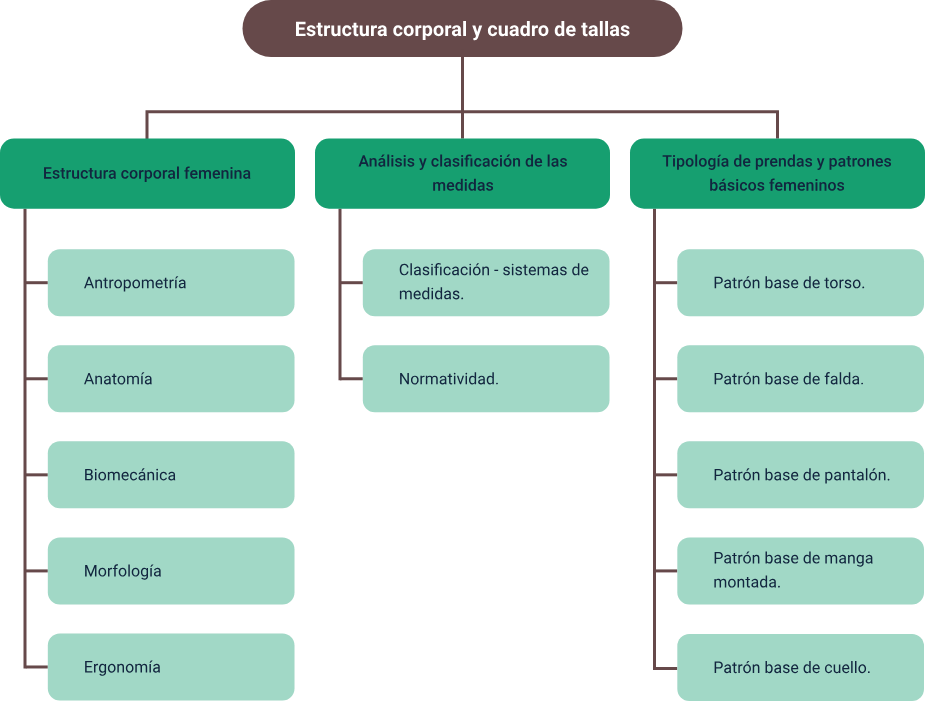 Estructura corporal y cuadro de tallas
Estructura corporal femenina
Antropometría
Anatomía
Biomecánica
Morfología
Ergonomía
Análisis y clasificación de las
medidas
Clasificación - sistemas de
medidas.
Normatividad.
Tipología de prendas y patrones
básicos femeninos
Patrón base de torso.
Patrón base de falda.
Patrón base de pantalón.
Patrón base de manga
montada.
Patrón base de cuello.